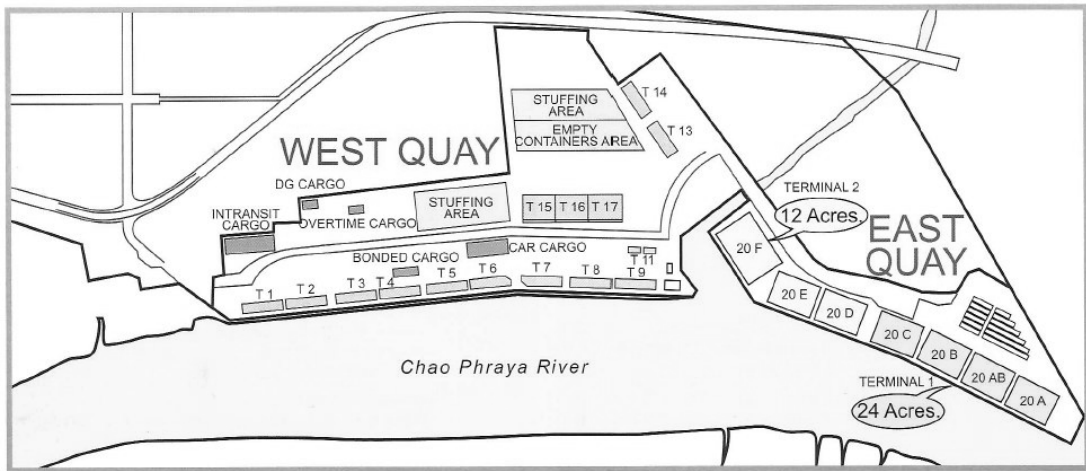 STUFFING
AREA
EMPTY
CONTAINERS AREA
T 14
T 13
WEST QUAY
DG CARGO
INTRANSIT
CARGO
OVERTIME CARGO
STUFFING
AREA
T 15
T 16
T 17
TERMINAL 2
12 Acres.
EAST
QUAY
20 F
BONDED CARGO
CAR CARGO
T 11
T 1
T 2
T 3
T 4
T 5
T 6
T 7
T 8
T 9
20 E
20 D
20 C
20 B
20 AB
20 A
Chao Phraya River
TERMINAL 1
24 Acres.